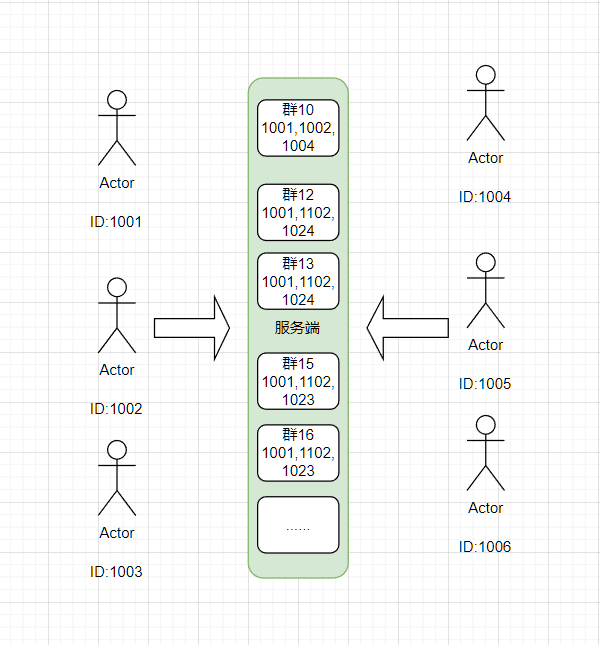 Actor
ID:1001
Actor
ID:1002
Actor
ID:1003
群10
1001,1002,
1004
群12
1001,1102,
1024
群13
1001,1102,
1024
服务端
群15
1001,1102,
1023
群16
1001,1102,
1023
......
Actor
ID:1004
Actor
ID:1005
Actor
ID:1006